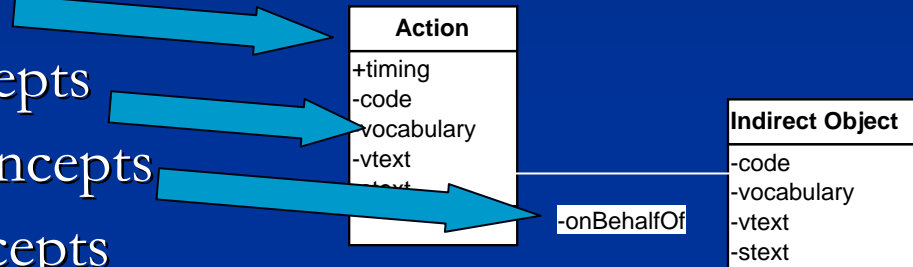 epts
ncepts
cepts
Action
+timing
-code
vocabulary
-vtext
-onBehalfOf
Indirect Object
-code
-vocabulary
-vtext
-stext